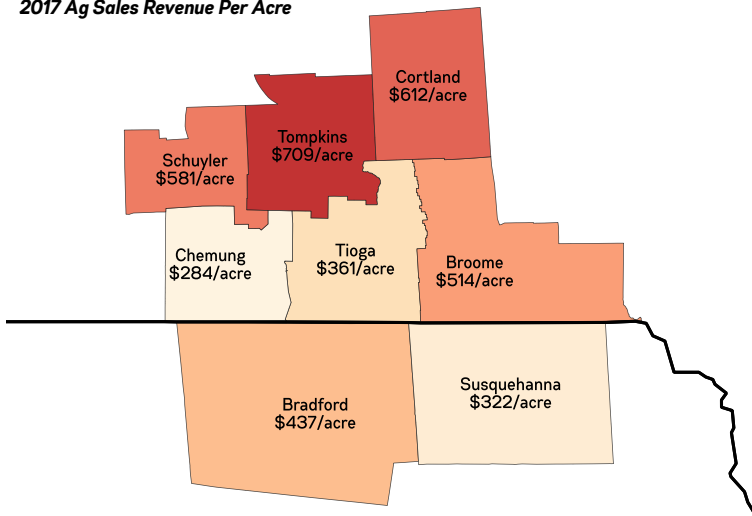 2017 Ag Sales Revenue Per Acre
Cortland
$612/acre
Tompkins
$709/acre
Schuyler
$581/acre
Chemung
$284/acre
Tioga
$361/acre
Broome
$514/acre
Bradford
$437/acre
Susquehanna
$322/acre